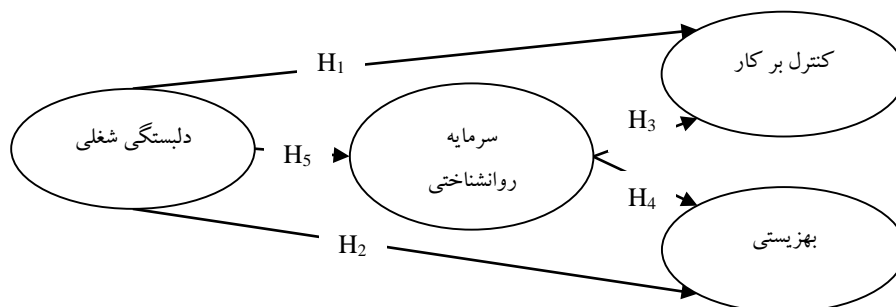 کنترل بر کار
H₁
دلبستگی شغلی
H₅
سرمایه
روانشناختی
H₃
H₄
بهزیستی
H₂